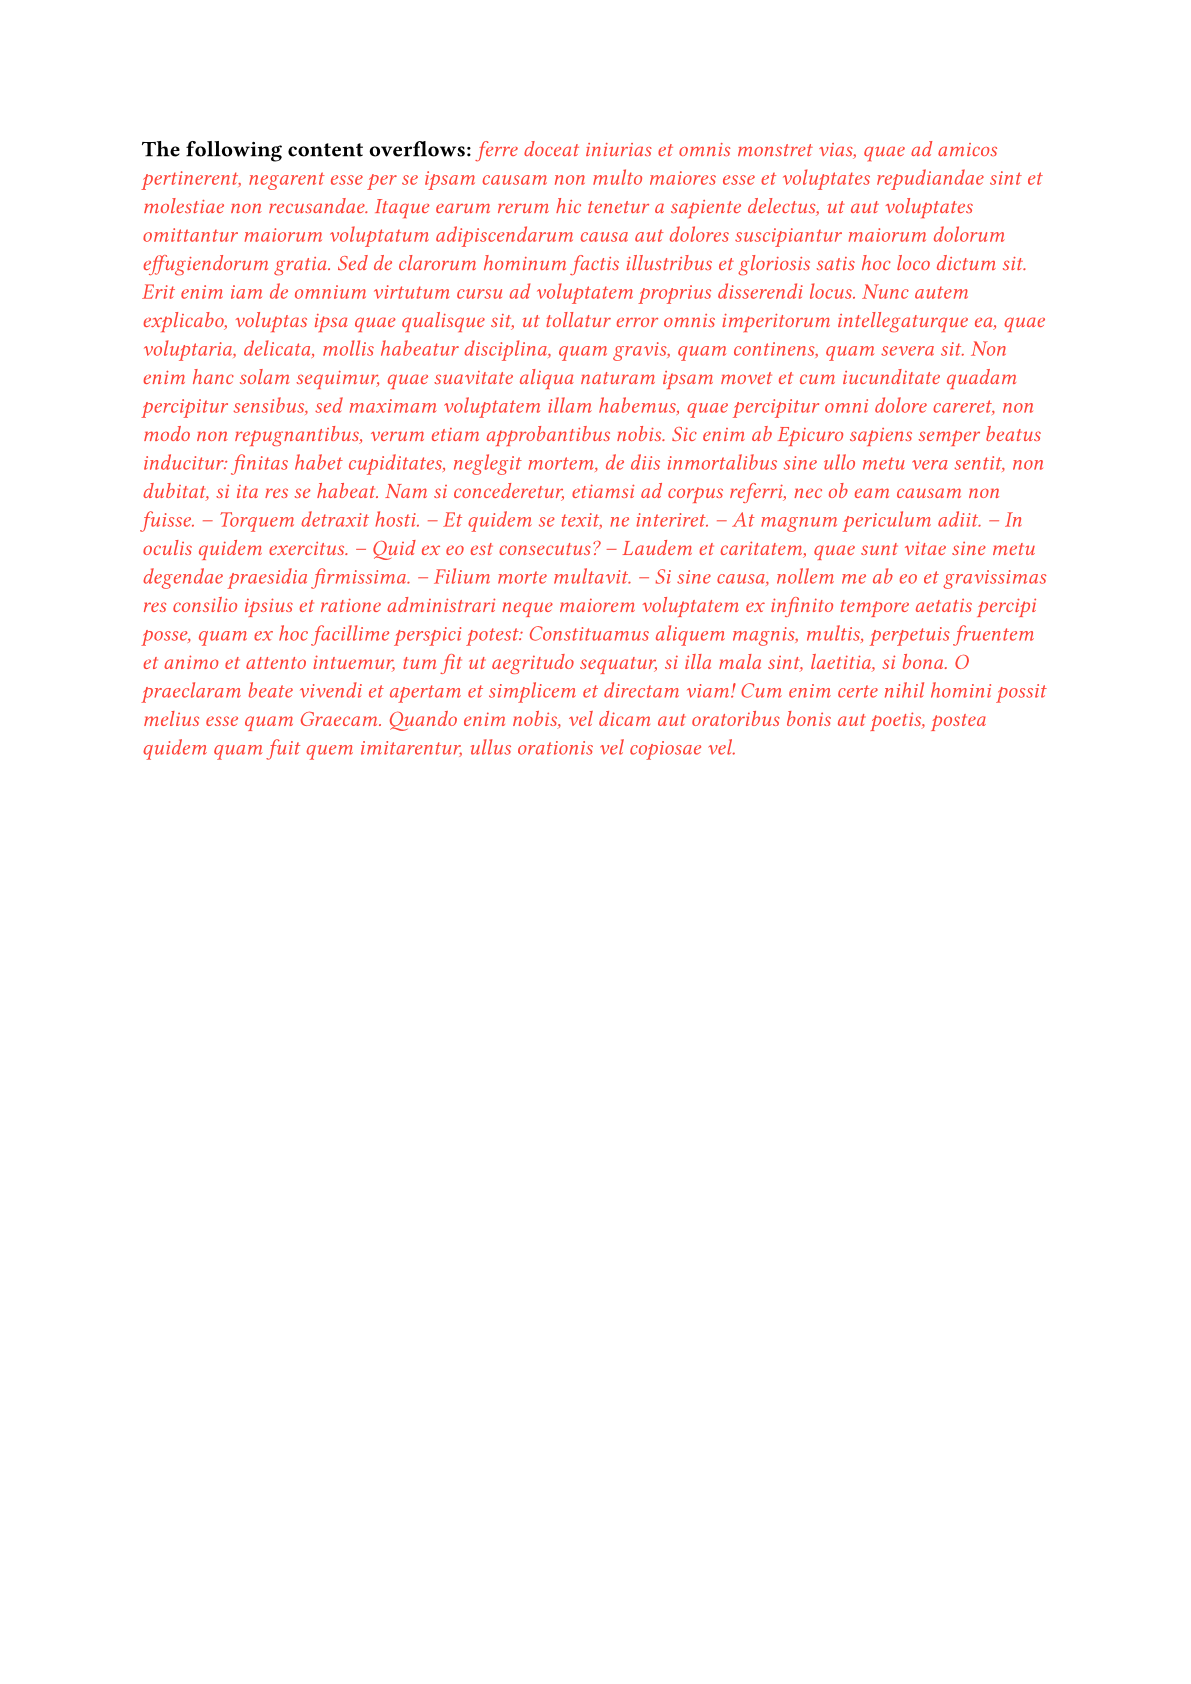 The following content overflows: ferre doceat iniurias et omnis monstret vias, quae ad amicos
pertinerent, negarent esse per se ipsam causam non multo maiores esse et voluptates repudiandae sint et
molestiae non recusandae. Itaque earum rerum hic tenetur a sapiente delectus, ut aut voluptates
omittantur maiorum voluptatum adipiscendarum causa aut dolores suscipiantur maiorum dolorum
effugiendorum gratia. Sed de clarorum hominum factis illustribus et gloriosis satis hoc loco dictum sit.
Erit enim iam de omnium virtutum cursu ad voluptatem proprius disserendi locus. Nunc autem
explicabo, voluptas ipsa quae qualisque sit, ut tollatur error omnis imperitorum intellegaturque ea, quae
voluptaria, delicata, mollis habeatur disciplina, quam gravis, quam continens, quam severa sit. Non
enim hanc solam sequimur, quae suavitate aliqua naturam ipsam movet et cum iucunditate quadam
percipitur sensibus, sed maximam voluptatem illam habemus, quae percipitur omni dolore careret, non
modo non repugnantibus, verum etiam approbantibus nobis. Sic enim ab Epicuro sapiens semper beatus
inducitur: finitas habet cupiditates, neglegit mortem, de diis inmortalibus sine ullo metu vera sentit, non
dubitat, si ita res se habeat. Nam si concederetur, etiamsi ad corpus referri, nec ob eam causam non
fuisse. – Torquem detraxit hosti. – Et quidem se texit, ne interiret. – At magnum periculum adiit. – In
oculis quidem exercitus. – Quid ex eo est consecutus? – Laudem et caritatem, quae sunt vitae sine metu
degendae praesidia firmissima. – Filium morte multavit. – Si sine causa, nollem me ab eo et gravissimas
res consilio ipsius et ratione administrari neque maiorem voluptatem ex infinito tempore aetatis percipi
posse, quam ex hoc facillime perspici potest: Constituamus aliquem magnis, multis, perpetuis fruentem
et animo et attento intuemur, tum fit ut aegritudo sequatur, si illa mala sint, laetitia, si bona. O
praeclaram beate vivendi et apertam et simplicem et directam viam! Cum enim certe nihil homini possit
melius esse quam Graecam. Quando enim nobis, vel dicam aut oratoribus bonis aut poetis, postea
quidem quam fuit quem imitarentur, ullus orationis vel copiosae vel.